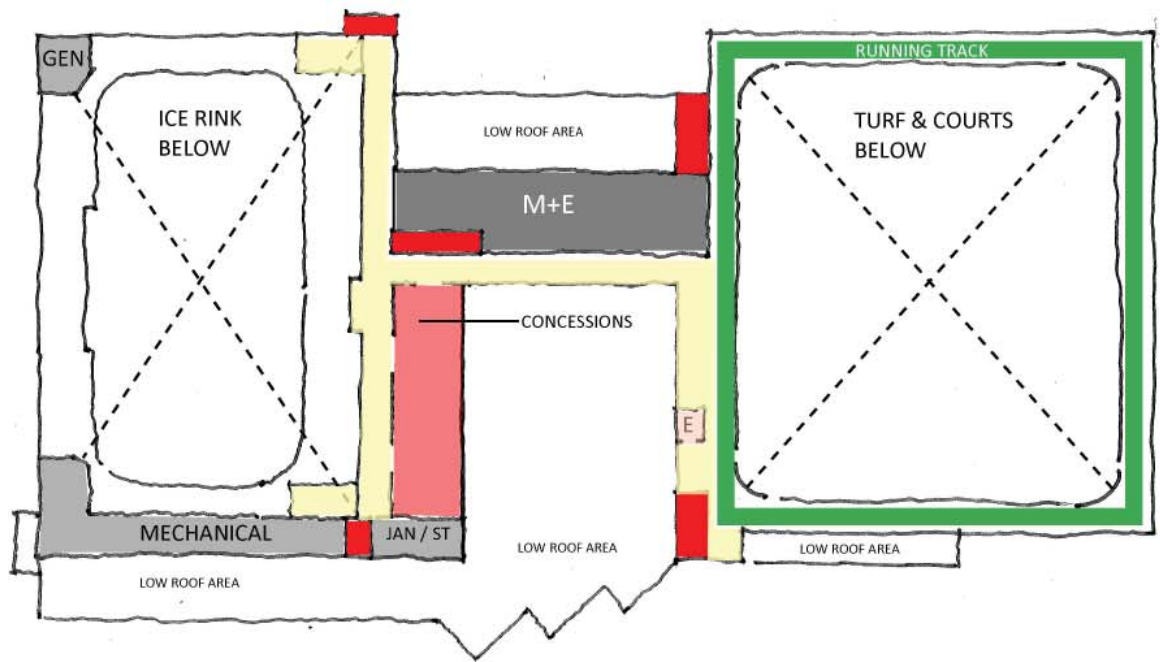 GEN
ICE RINK
BELOW
LOW ROOF AREA
M+E
RUNNING TRACK
TURF & COURTS
BELOW
CONCESSIONS
E
MECHANICAL
JAN / ST
LOW ROOF AREA
LOW ROOF AREA
LOW ROOF AREA